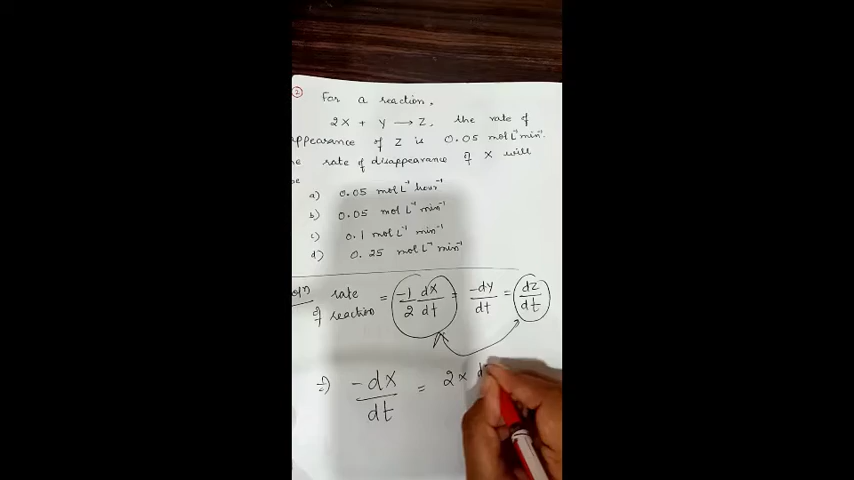 2
For a reaction,
2X + y → Z, the rate of
appearance of Z is 0.05 mol L⁻¹ min⁻¹.
rate of disappearance of X will
a) 0.05 mol L⁻¹ hour⁻¹
b) 0.05 mol L⁻¹ min⁻¹
c) 0.1 mol L⁻¹ min⁻¹
d) 0.25 mol L⁻¹ min⁻¹
rate of reaction = -1/2 dX/dt = -dy/dt = dz/dt
⇒ -dX/dt = 2 × d